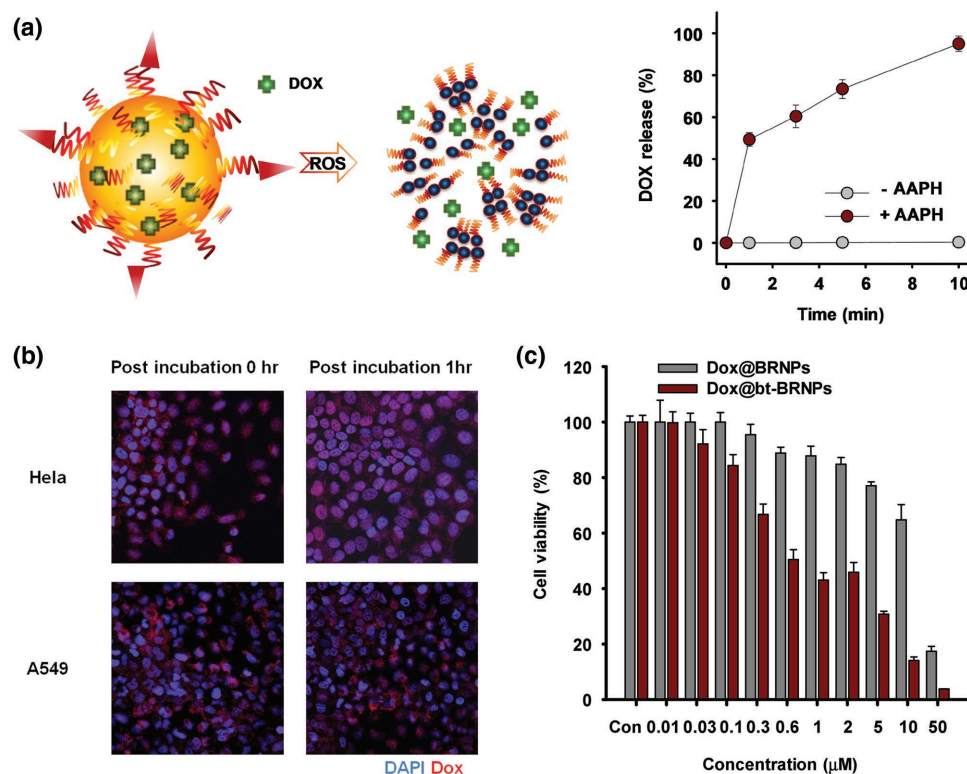 (a)
DOX
ROS
DOX release (%)
100
80
60
40
20
0
- AAPH
+ AAPH
0 2 4 6 8 10
Time (min)
(b)
Post incubation 0 hr Post incubation 1hr
Hela
A549
DAPI Dox
(c)
Dox@BRNPs
Dox@bt-BRNPs
Cell viability (%)
120
100
80
60
40
20
0
Con 0.01 0.03 0.1 0.3 0.6 1 2 5 10 50
Concentration (μM)